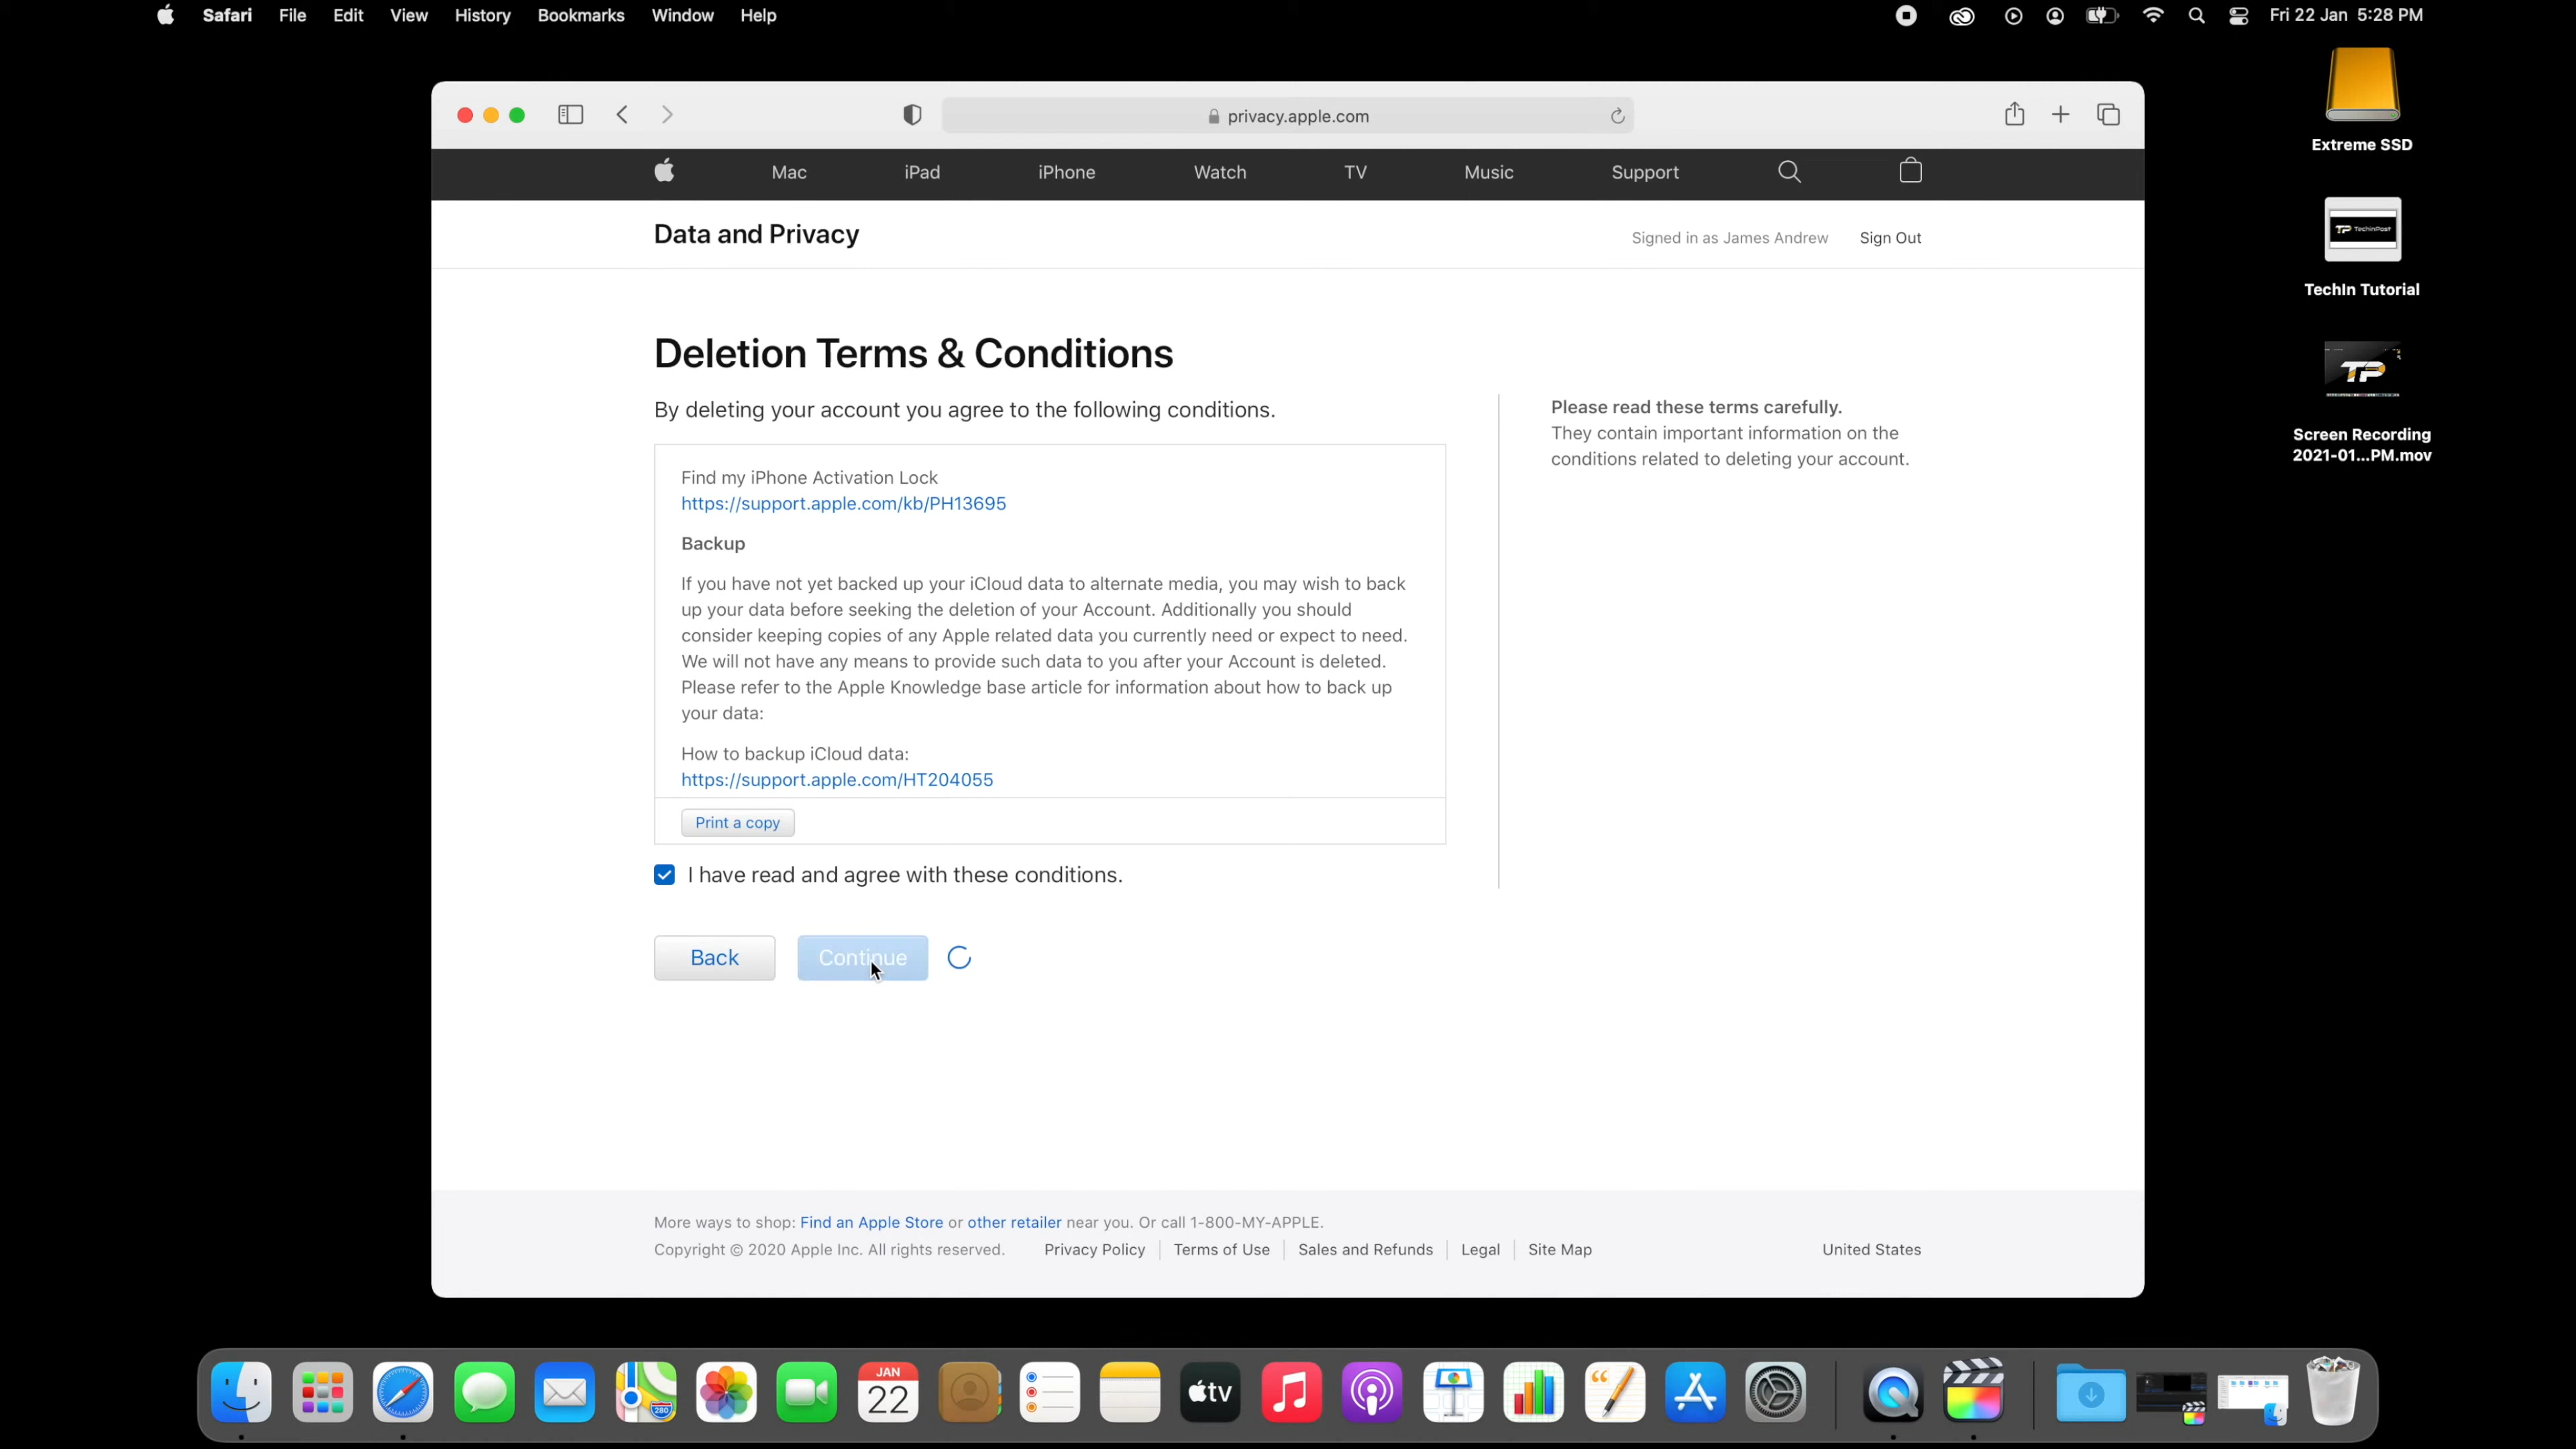 Safari File Edit View History Bookmarks Window Help Fri 22 Jan 5:28 PM
privacy.apple.com
Mac iPad iPhone Watch TV Music Support
Data and Privacy
Signed in as James Andrew Sign Out
Deletion Terms & Conditions
By deleting your account you agree to the following conditions.
Find my iPhone Activation Lock
https://support.apple.com/kb/PH13695
Backup
If you have not yet backed up your iCloud data to alternate media, you may wish to back
up your data before seeking the deletion of your Account. Additionally you should
consider keeping copies of any Apple related data you currently need or expect to need.
We will not have any means to provide such data to you after your Account is deleted.
Please refer to the Apple Knowledge base article for information about how to back up
your data:
How to backup iCloud data:
https://support.apple.com/HT204055
Print a copy
I have read and agree with these conditions.
Back Continue
Please read these terms carefully.
They contain important information on the
conditions related to deleting your account.
More ways to shop: Find an Apple Store or other retailer near you. Or call 1-800-MY-APPLE.
Copyright © 2020 Apple Inc. All rights reserved. Privacy Policy Terms of Use Sales and Refunds Legal Site Map United States
Extreme SSD
TP TechinPost
TechIn Tutorial
TP
Screen Recording
2021-01...PM.mov
280
JAN
22
tv